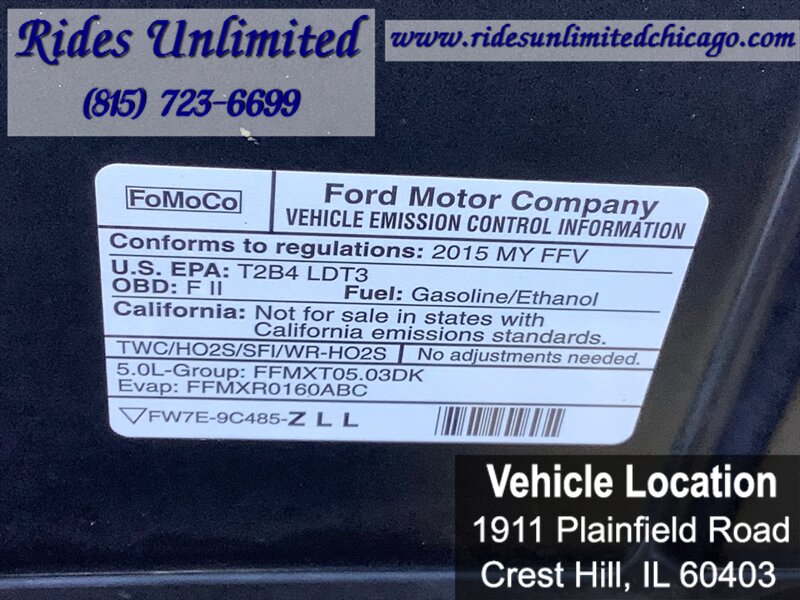 Rides Unlimited
(815) 723-6699
www.ridesunlimitedchicago.com
FoMoCo
Ford Motor Company
VEHICLE EMISSION CONTROL INFORMATION
Conforms to regulations: 2015 MY FFV
U.S. EPA: T2B4 LDT3
OBD: F II Fuel: Gasoline/Ethanol
California: Not for sale in states with
California emissions standards.
TWC/HO2S/SFI/WR-HO2S No adjustments needed.
5.0L-Group: FFMXT05.03DK
Evap: FFMXR0160ABC
FW7E-9C485-Z L L
Vehicle Location
1911 Plainfield Road
Crest Hill, IL 60403